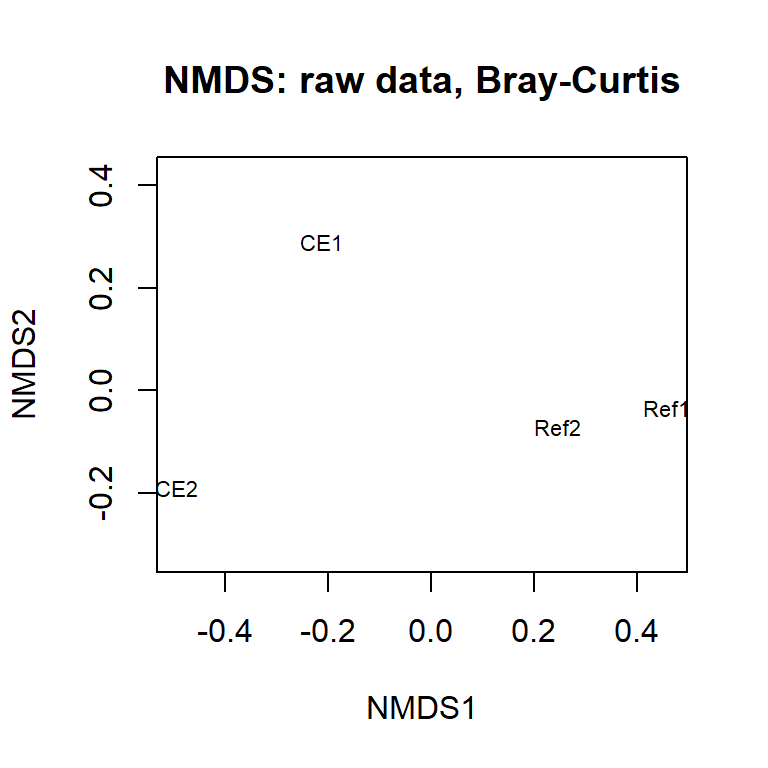 NMDS: raw data, Bray-Curtis
0.4
0.2
0.0
-0.2
NMDS2
CE1
Ref1
Ref2
CE2
-0.4 -0.2 0.0 0.2 0.4
NMDS1